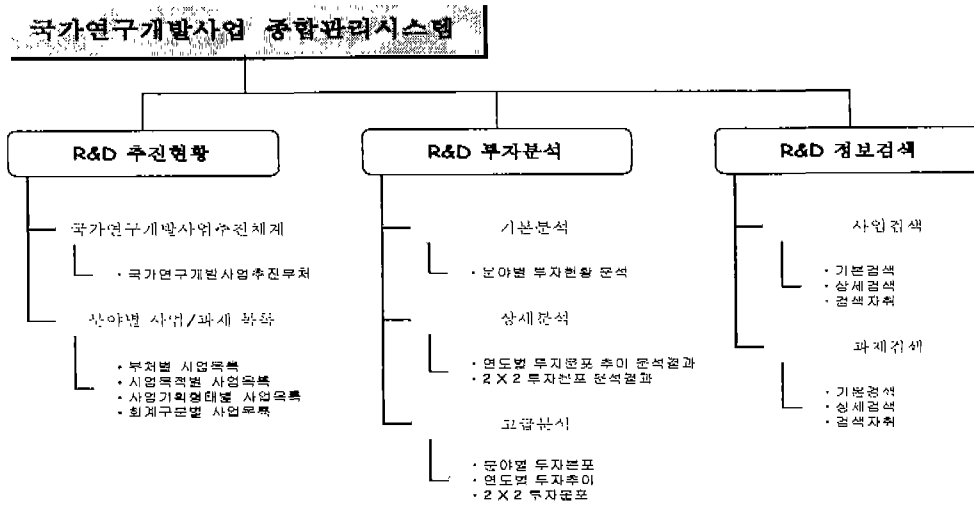 국가연구개발사업 종합관리시스템
R&D 추진현황
국가연구개발사업추진체계
· 국가연구개발사업추진부처
분야별 사업/과제 목록
· 부처별 사업목록
· 사업목적별 사업목록
· 사업기획형태별 사업목록
· 회계구분별 사업목록
R&D 투자분석
기본분석
· 분야별 투자현황 분석
상세분석
· 연도별 투자분포 추이 분석결과
· 2 X 2 투자분포 분석결과
고급분석
· 분야별 투자분포
· 연도별 투자추이
· 2 X 2 투자분포
R&D 정보검색
사업검색
· 기본검색
· 상세검색
· 검색자취
과제검색
· 기본검색
· 상세검색
· 검색자취